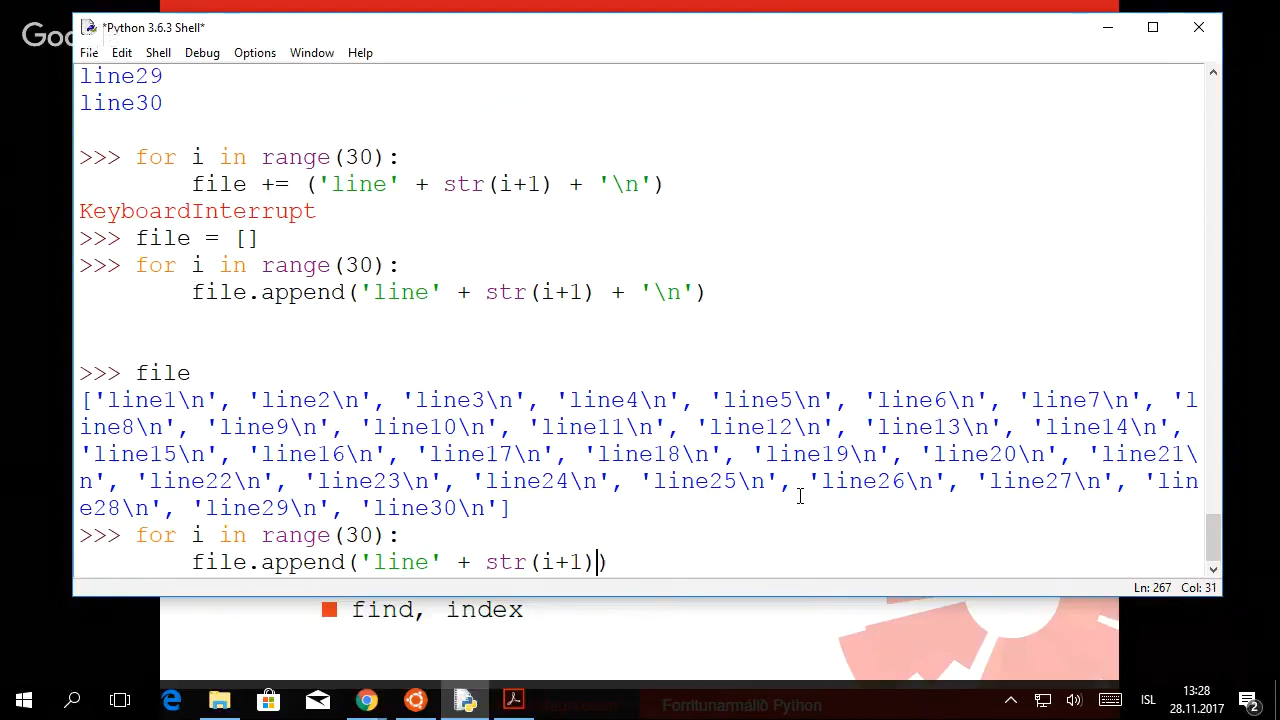 Goo
*Python 3.6.3 Shell*
File Edit Shell Debug Options Window Help
line29
line30
>>> for i in range(30):
file += ('line' + str(i+1) + '\n')
KeyboardInterrupt
>>> file = []
>>> for i in range(30):
file.append('line' + str(i+1) + '\n')
>>> file
['line1\n', 'line2\n', 'line3\n', 'line4\n', 'line5\n', 'line6\n', 'line7\n', 'l
ine8\n', 'line9\n', 'line10\n', 'line11\n', 'line12\n', 'line13\n', 'line14\n',
'line15\n', 'line16\n', 'line17\n', 'line18\n', 'line19\n', 'line20\n', 'line21\
n', 'line22\n', 'line23\n', 'line24\n', 'line25\n', 'line26\n', 'line27\n', 'lin
e28\n', 'line29\n', 'line30\n']
>>> for i in range(30):
file.append('line' + str(i+1))
Ln: 267 Col: 31
find, index
Forritunarmálið Python
ISL
13:28
28.11.2017
2